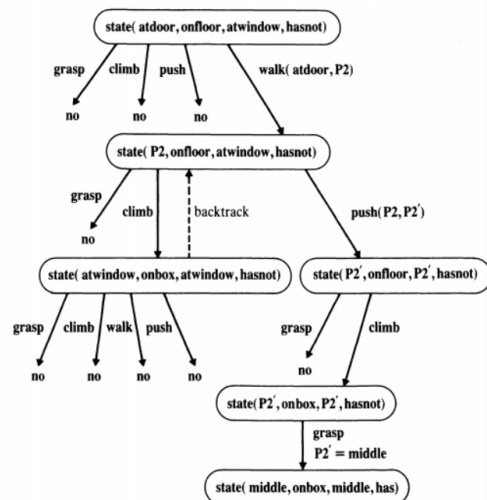 state( atdoor, onfloor, atwindow, hasnot)
grasp climb push walk( atdoor, P2)
no no no
state( P2, onfloor, atwindow, hasnot)
grasp climb backtrack push(P2, P2′)
no
state( atwindow, onbox, atwindow, hasnot) state( P2′, onfloor, P2′, hasnot)
grasp climb walk push grasp climb
no no no no no
state( P2′, onbox, P2′, hasnot)
grasp
P2′ = middle
state( middle, onbox, middle, has)